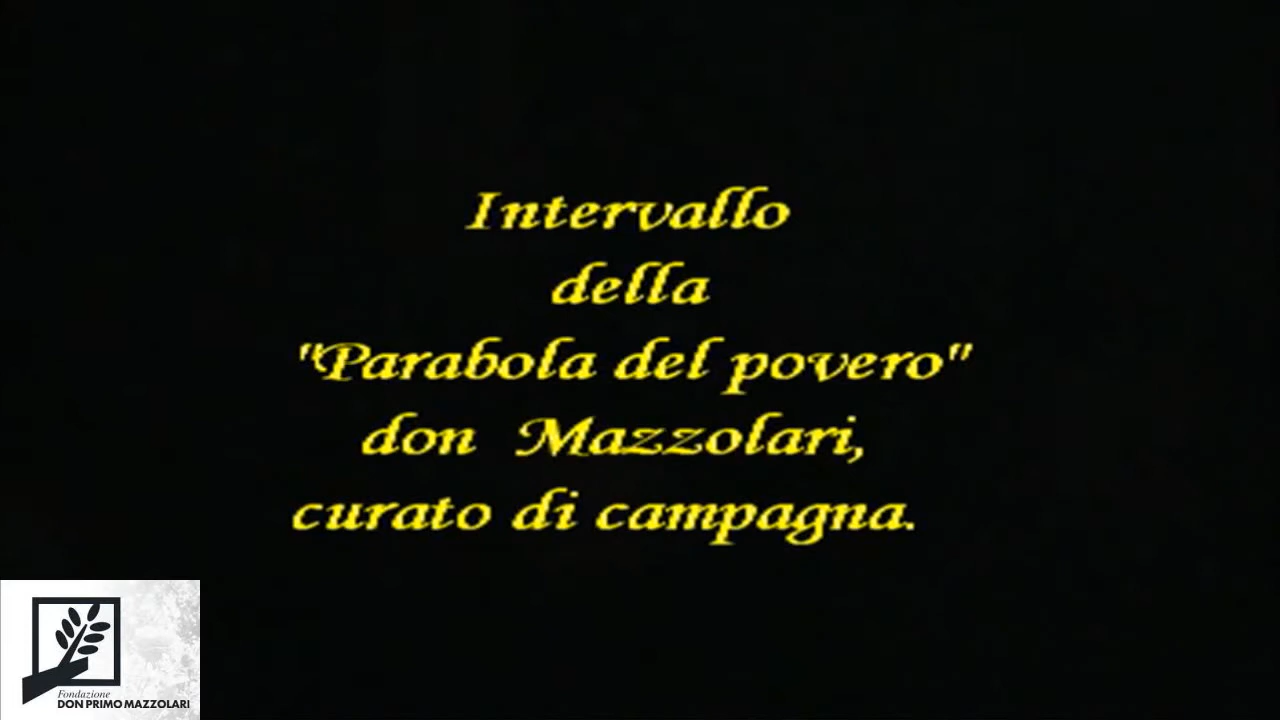 Intervallo
della
"Parabola del povero"
don Mazzolari,
curato di campagna.
Fondazione
DON PRIMO MAZZOLARI